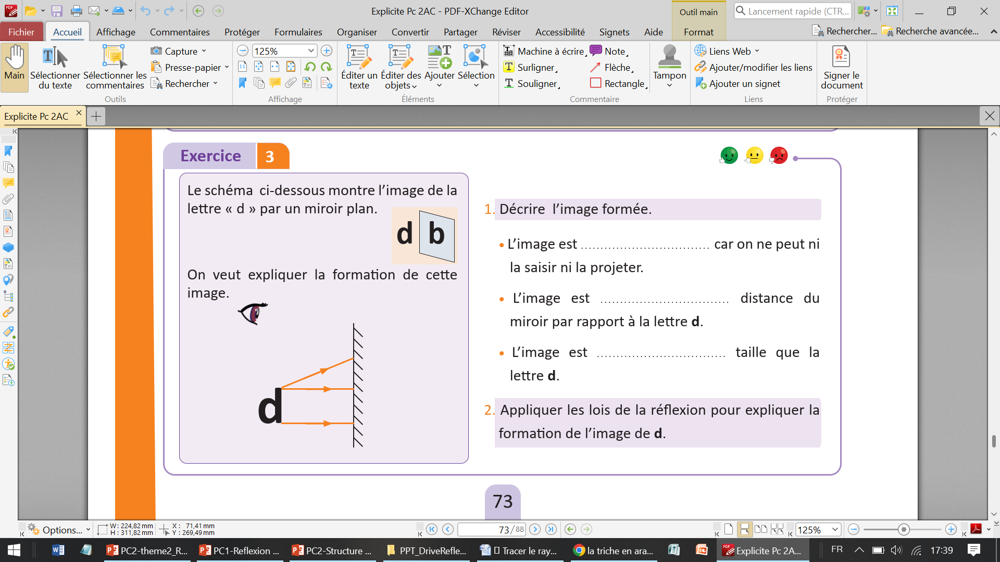 Explicite Pc 2AC - PDF-XChange Editor
Outil main
Lancement rapide (CTR...
Fichier
Accueil
Affichage
Commentaires
Protéger
Formulaires
Organiser
Convertir
Partager
Réviser
Accessibilité
Signets
Aide
Format
Rechercher...
Recherche avancée...
Main
Sélectionner du texte
Sélectionner les commentaires
Capture
Presse-papier
Rechercher
Outils
125%
Affichage
Éditer un texte
Éditer des objets
Ajouter
Sélection
Éléments
Machine à écrire
Surligner
Souligner
Note
Flèche
Rectangle
Commentaire
Tampon
Liens Web
Ajouter/modifier les liens
Ajouter un signet
Liens
Signer le document
Protéger
Explicite Pc 2AC
Exercice 3
Le schéma ci-dessous montre l’image de la
lettre « d » par un miroir plan.
d b
On veut expliquer la formation de cette
image.
d
1. Décrire l’image formée.
• L’image est ................................. car on ne peut ni
la saisir ni la projeter.
• L’image est ................................. distance du
miroir par rapport à la lettre d.
• L’image est ................................. taille que la
lettre d.
2. Appliquer les lois de la réflexion pour expliquer la
formation de l’image de d.
73
Options...
W : 224,82 mm
H : 311,82 mm
X : 71,41 mm
Y : 269,49 mm
73 / 88
125%
PC2-theme2_R...
PC1-Reflexion ...
PC2-Structure ...
PPT_DriveRefle...
Tracer le ray...
la triche en ara...
Explicite Pc 2A...
FR
17:39